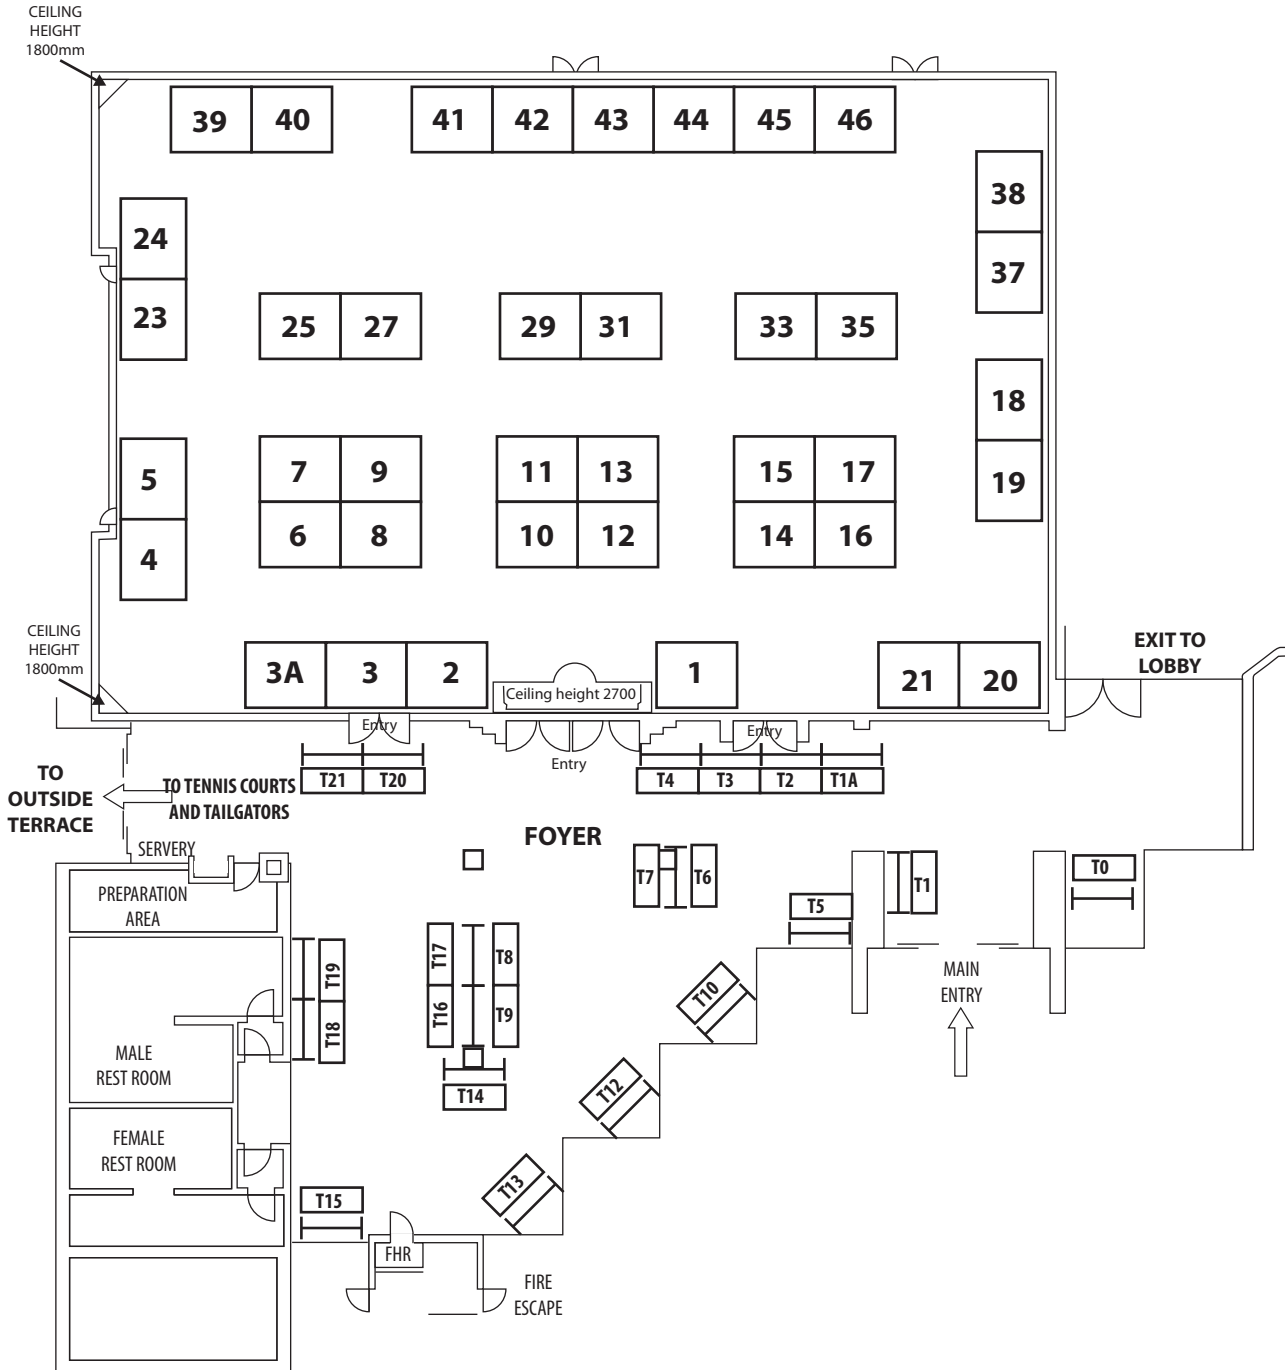 CEILING
HEIGHT
1800mm
39
40
41
42
43
44
45
46
38
37
24
23
25
27
29
31
33
35
18
19
5
4
7
9
6
8
11
13
10
12
15
17
14
16
CEILING
HEIGHT
1800mm
3A
3
2
Ceiling height 2700
1
21
20
EXIT TO
LOBBY
Entry
Entry
Entry
TO
OUTSIDE
TERRACE
TO TENNIS COURTS
AND TAILGATORS
T21
T20
T4
T3
T2
T1A
FOYER
SERVERY
PREPARATION
AREA
T7
T6
T5
T1
T0
T17
T8
T16
T9
T14
T19
T18
T10
MAIN
ENTRY
MALE
REST ROOM
T12
FEMALE
REST ROOM
T13
T15
FHR
FIRE
ESCAPE